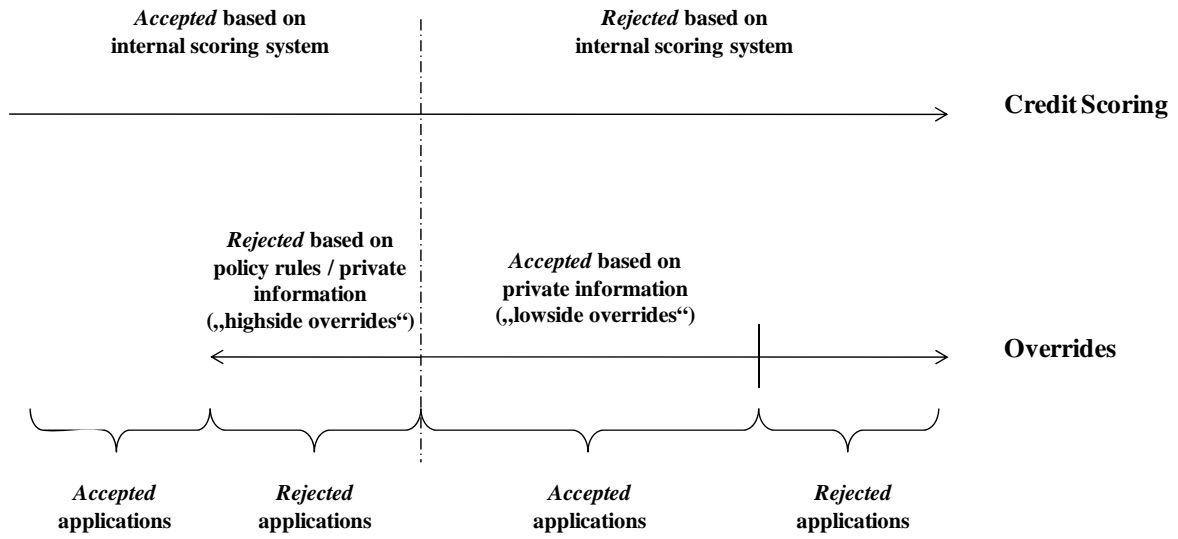 Accepted based on
internal scoring system
Rejected based on
internal scoring system
Credit Scoring
Rejected based on
policy rules / private
information
(„highside overrides“)
Accepted based on
private information
(„lowside overrides“)
Overrides
Accepted
applications
Rejected
applications
Accepted
applications
Rejected
applications